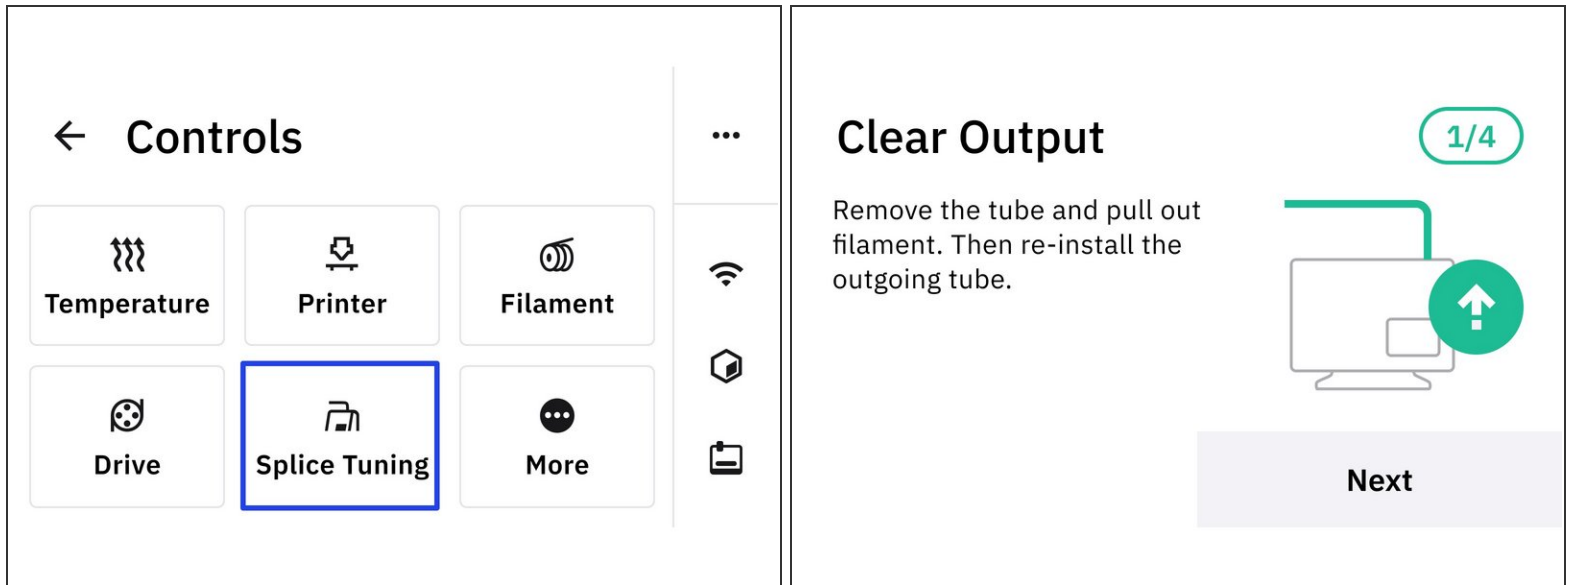 Controls
Temperature
Printer
Filament
Drive
Splice Tuning
More
Clear Output
1/4
Remove the tube and pull out
filament. Then re-install the
outgoing tube.
Next